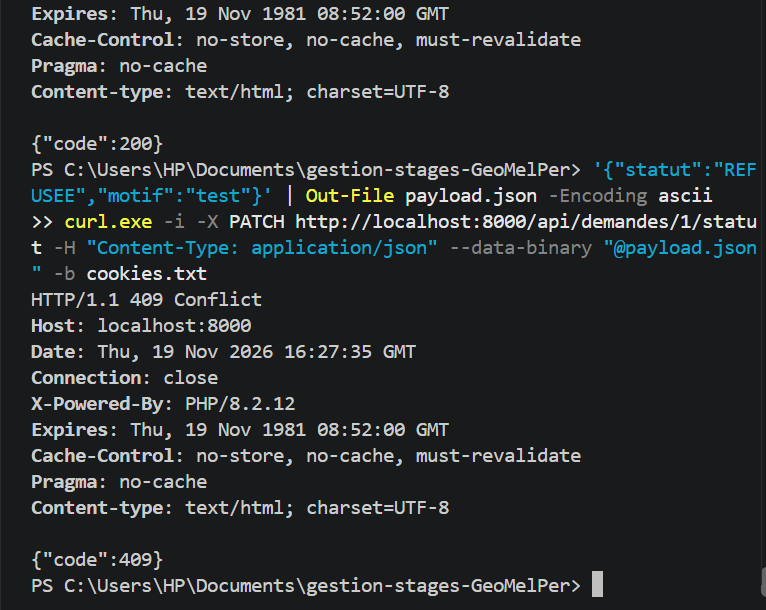 Expires: Thu, 19 Nov 1981 08:52:00 GMT
Cache-Control: no-store, no-cache, must-revalidate
Pragma: no-cache
Content-type: text/html; charset=UTF-8
{"code":200}
PS C:\Users\HP\Documents\gestion-stages-GeoMelPer> '{"statut":"REF
USEE","motif":"test"}' | Out-File payload.json -Encoding ascii
>> curl.exe -i -X PATCH http://localhost:8000/api/demandes/1/statu
t -H "Content-Type: application/json" --data-binary "@payload.json
" -b cookies.txt
HTTP/1.1 409 Conflict
Host: localhost:8000
Date: Thu, 19 Nov 2026 16:27:35 GMT
Connection: close
X-Powered-By: PHP/8.2.12
Expires: Thu, 19 Nov 1981 08:52:00 GMT
Cache-Control: no-store, no-cache, must-revalidate
Pragma: no-cache
Content-type: text/html; charset=UTF-8
{"code":409}
PS C:\Users\HP\Documents\gestion-stages-GeoMelPer>